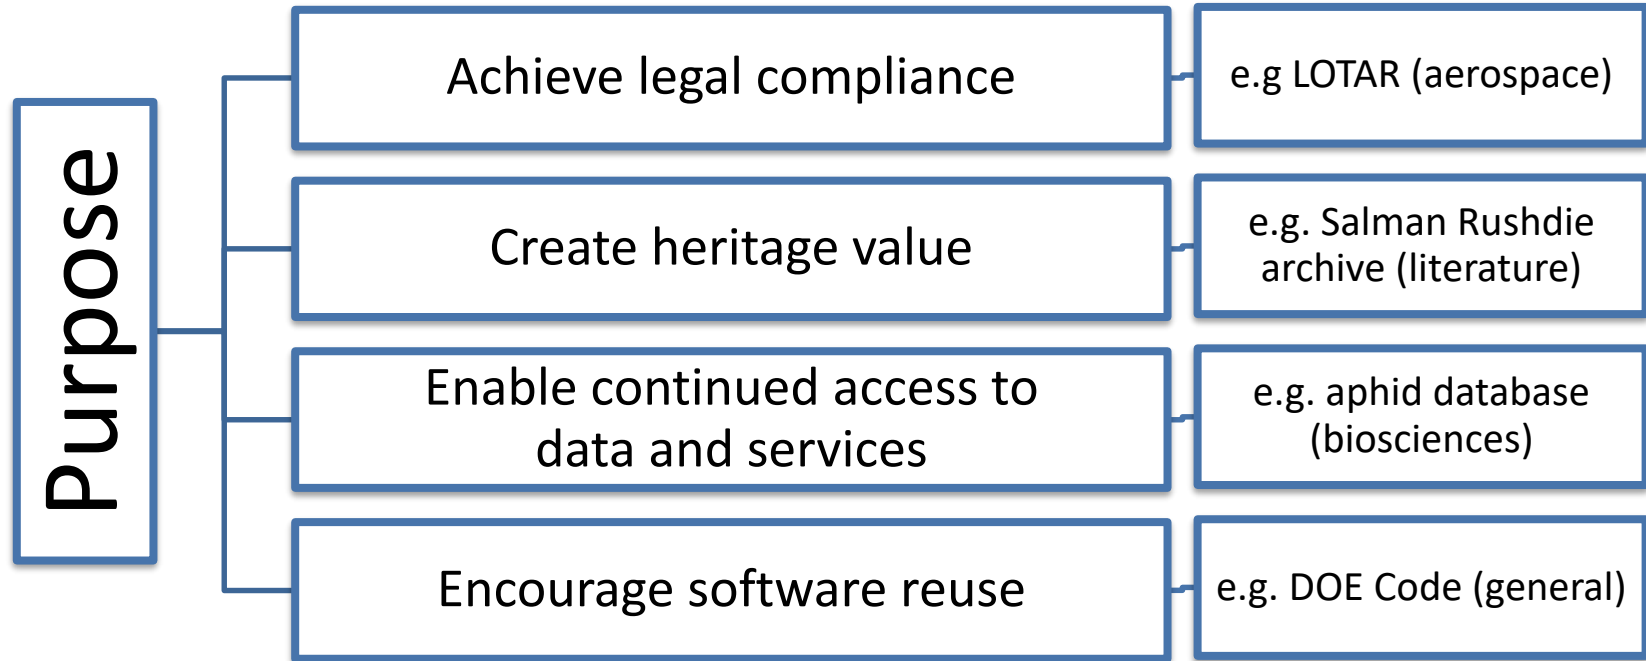 Purpose
Achieve legal compliance
e.g LOTAR (aerospace)
Create heritage value
e.g. Salman Rushdie
archive (literature)
Enable continued access to
data and services
e.g. aphid database
(biosciences)
Encourage software reuse
e.g. DOE Code (general)